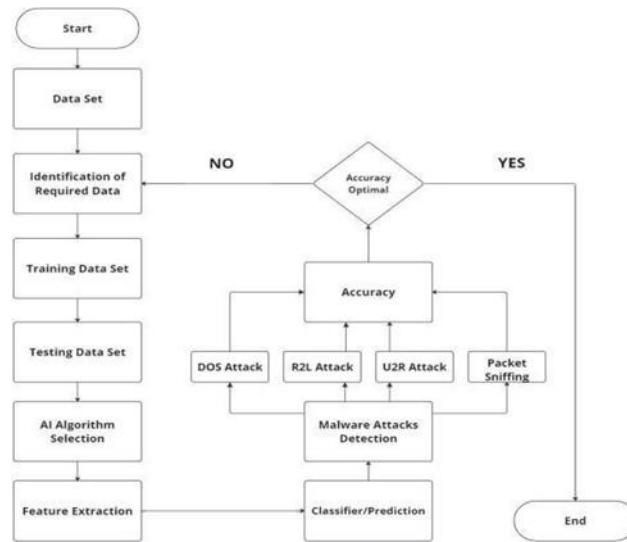 Start
Data Set
Identification of
Required Data
Training Data Set
Testing Data Set
AI Algorithm
Selection
Feature Extraction
Classifier/Prediction
Malware Attacks
Detection
DOS Attack
R2L Attack
U2R Attack
Packet
Sniffing
Accuracy
Accuracy
Optimal
NO
YES
End